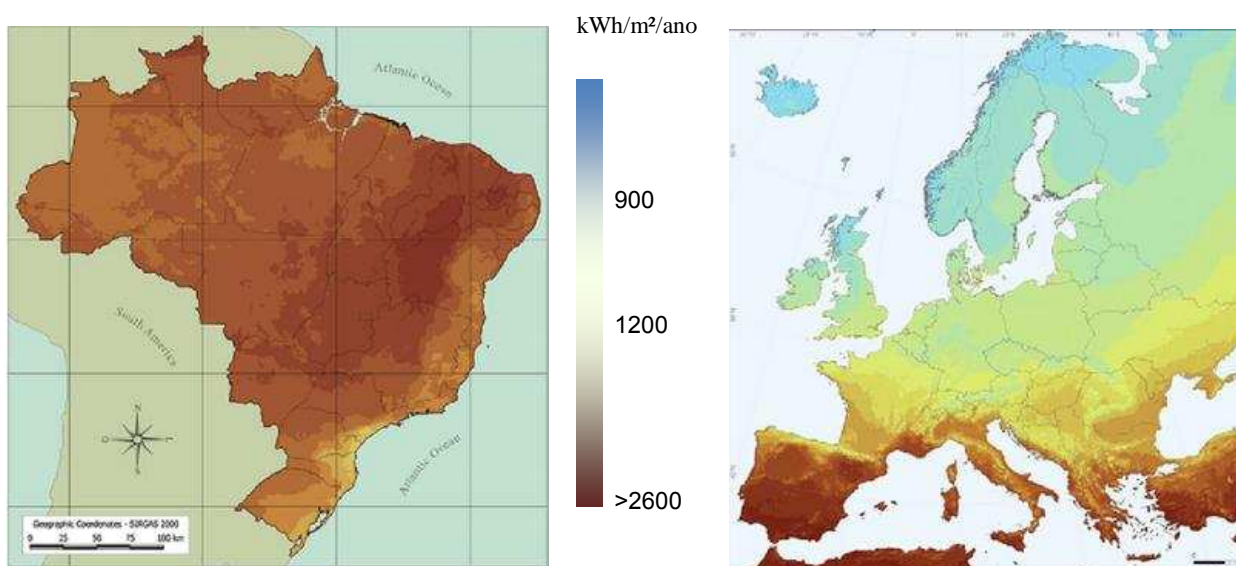 kWh/m²/ano
Atlantic Ocean
900
South America
1200
N
S
Atlantic Ocean
>2600
Geographic Coordinates - SIRGAS 2000
0 25 50 75 100 km